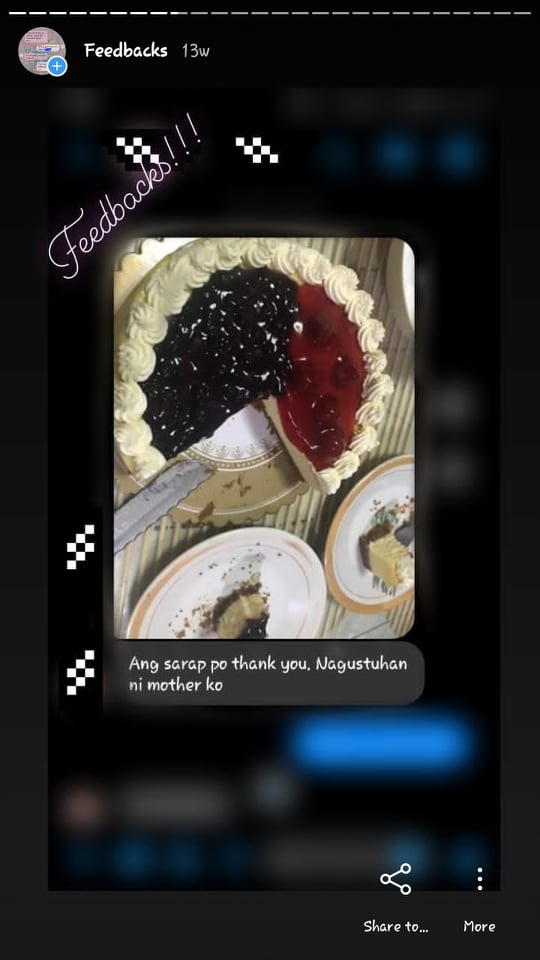 Feedbacks 13w
Feedbacks!!!
Ang sarap po thank you. Nagustuhan
ni mother ko
Share to...
More